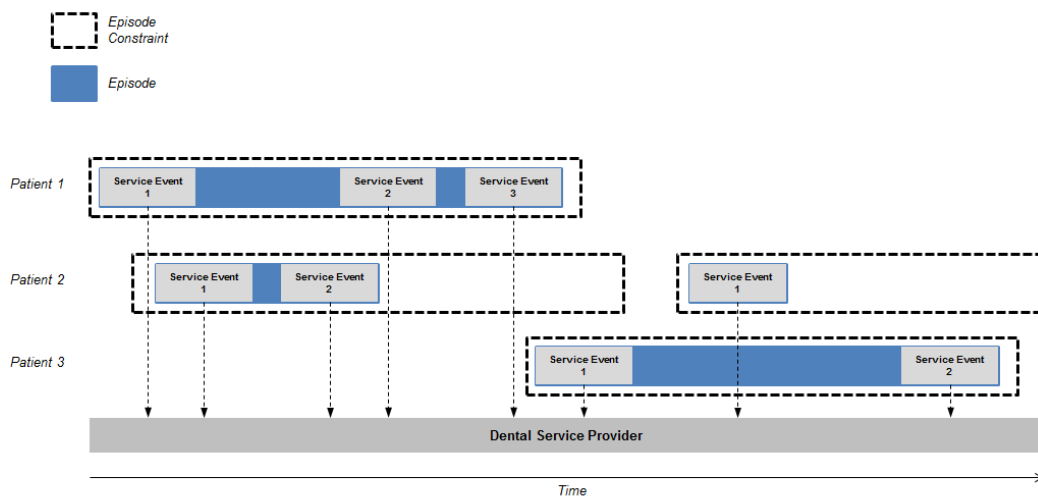 Episode
Constraint
Episode
Patient 1
Service Event
1
Service Event
2
Service Event
3
Patient 2
Service Event
1
Service Event
2
Service Event
1
Patient 3
Service Event
1
Service Event
2
Dental Service Provider
Time